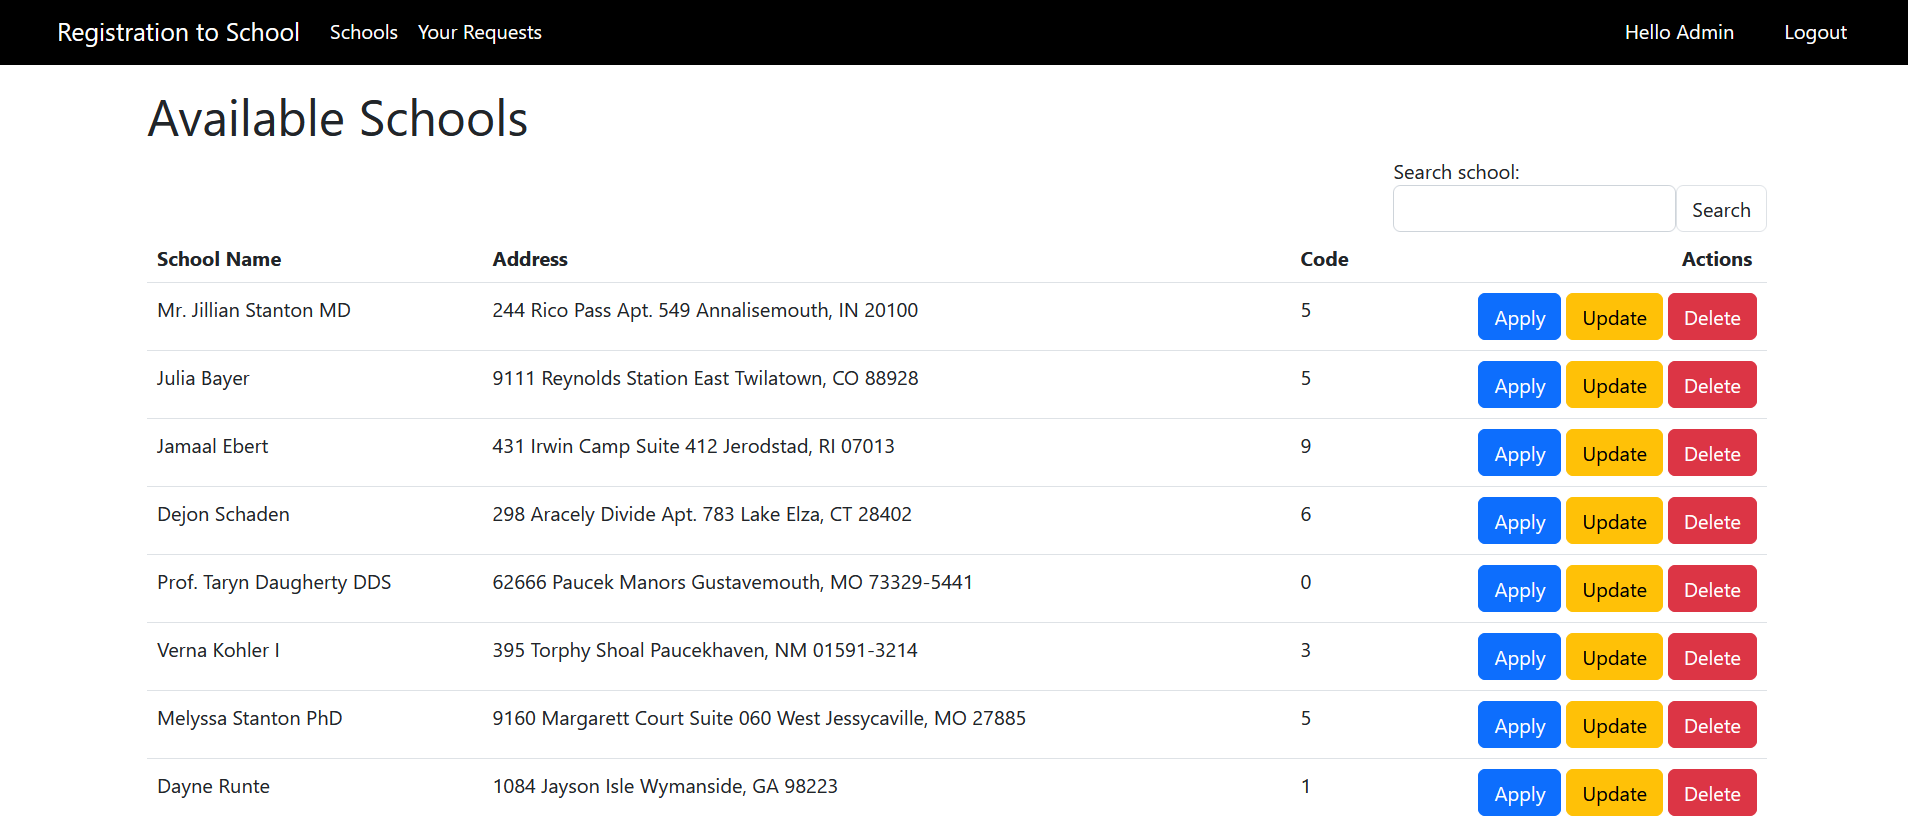 Registration to School Schools Your Requests Hello Admin Logout
Available Schools
Search school:
Search
School Name Address Code Actions
Mr. Jillian Stanton MD 244 Rico Pass Apt. 549 Annalisemouth, IN 20100 5 Apply Update Delete
Julia Bayer 9111 Reynolds Station East Twilatown, CO 88928 5 Apply Update Delete
Jamaal Ebert 431 Irwin Camp Suite 412 Jerodstad, RI 07013 9 Apply Update Delete
Dejon Schaden 298 Aracely Divide Apt. 783 Lake Elza, CT 28402 6 Apply Update Delete
Prof. Taryn Daugherty DDS 62666 Paucek Manors Gustavemouth, MO 73329-5441 0 Apply Update Delete
Verna Kohler I 395 Torphy Shoal Paucekhaven, NM 01591-3214 3 Apply Update Delete
Melyssa Stanton PhD 9160 Margarett Court Suite 060 West Jessycaville, MO 27885 5 Apply Update Delete
Dayne Runte 1084 Jayson Isle Wymanside, GA 98223 1 Apply Update Delete